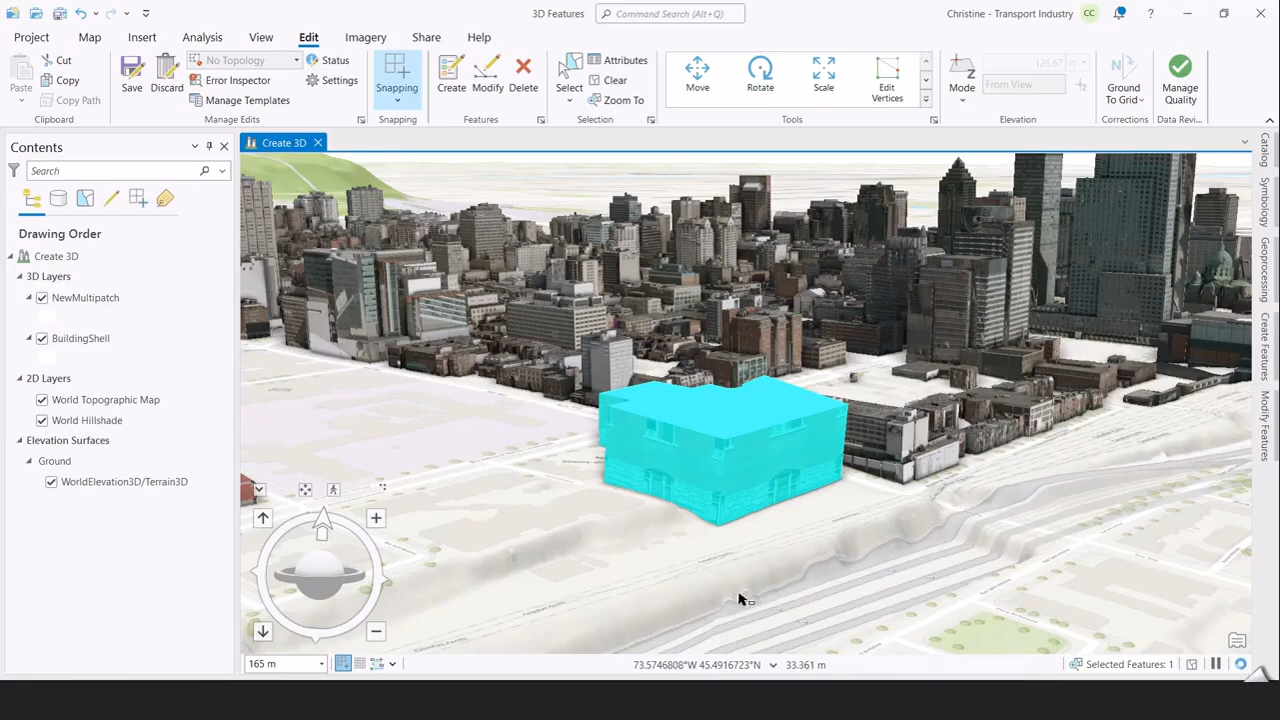 3D Features
Command Search (Alt+Q)
Christine - Transport Industry
CC
?
Project
Map
Insert
Analysis
View
Edit
Imagery
Share
Help
Paste
Cut
Copy
Copy Path
Clipboard
Save
Discard
No Topology
Error Inspector
Manage Templates
Status
Settings
Manage Edits
Snapping
Snapping
Create
Modify
Delete
Features
Select
Attributes
Clear
Zoom To
Selection
Move
Rotate
Scale
Edit
Vertices
Tools
Z
Mode
126.67 ft
From View
Elevation
Ground
To Grid
Corrections
Manage
Quality
Data Revi...
Contents
Search
Drawing Order
Create 3D
3D Layers
NewMultipatch
BuildingShell
2D Layers
World Topographic Map
World Hillshade
Elevation Surfaces
Ground
WorldElevation3D/Terrain3D
Create 3D
Catalog
Symbology
Geoprocessing
Create Features
Modify Features
165 m
73.5746808°W 45.4916723°N
33.361 m
Selected Features: 1